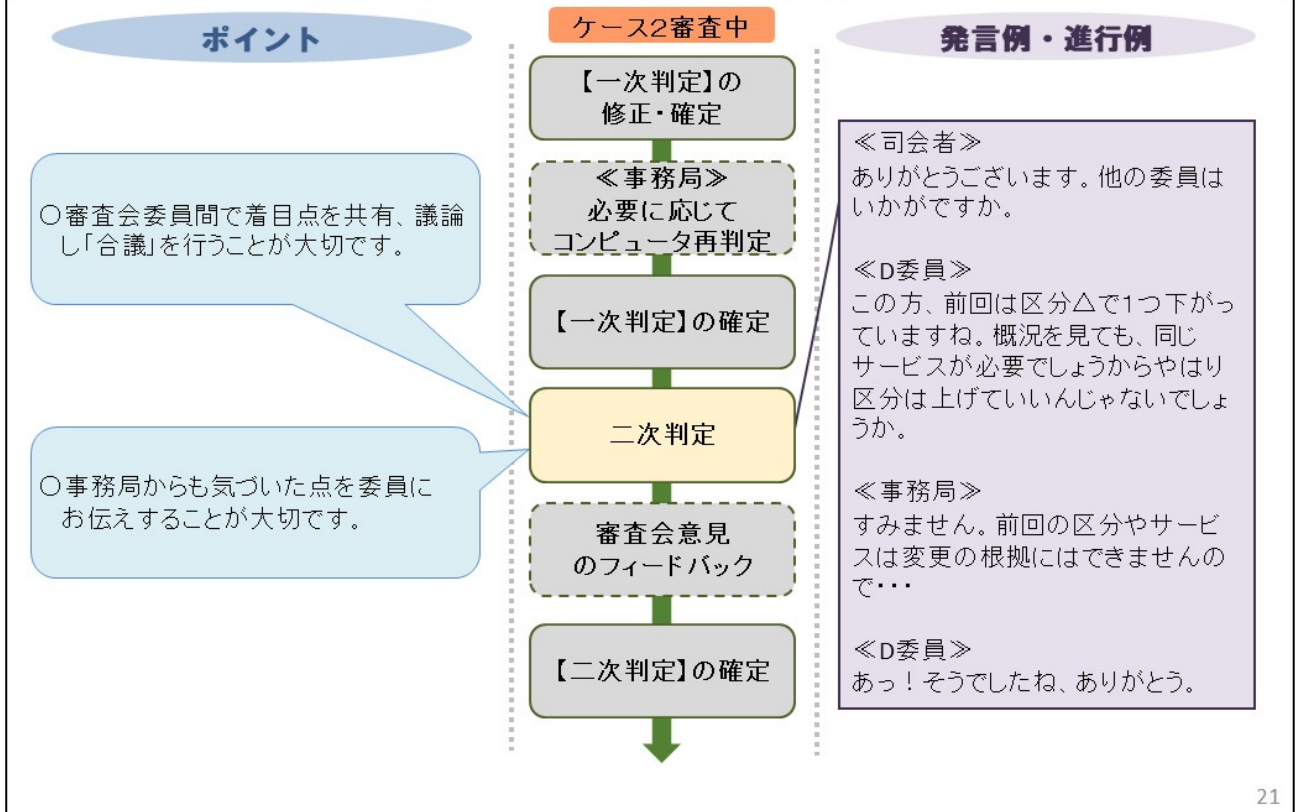 ポイント
ケース2審査中
発言例・進行例
○審査会委員間で着目点を共有、議論
し「合議」を行うことが大切です。
○事務局からも気づいた点を委員に
お伝えすることが大切です。
【一次判定】の
修正・確定
≪事務局≫
必要に応じて
コンピュータ再判定
【一次判定】の確定
二次判定
審査会意見
のフィードバック
【二次判定】の確定
≪司会者≫
ありがとうございます。他の委員は
いかがですか。
≪D委員≫
この方、前回は区分△で1つ下がっ
ていますね。概況を見ても、同じ
サービスが必要でしょうからやはり
区分は上げていいんじゃないでしょ
うか。
≪事務局≫
すみません。前回の区分やサービ
スは変更の根拠にはできませんの
で・・・
≪D委員≫
あっ！そうでしたね、ありがとう。
21